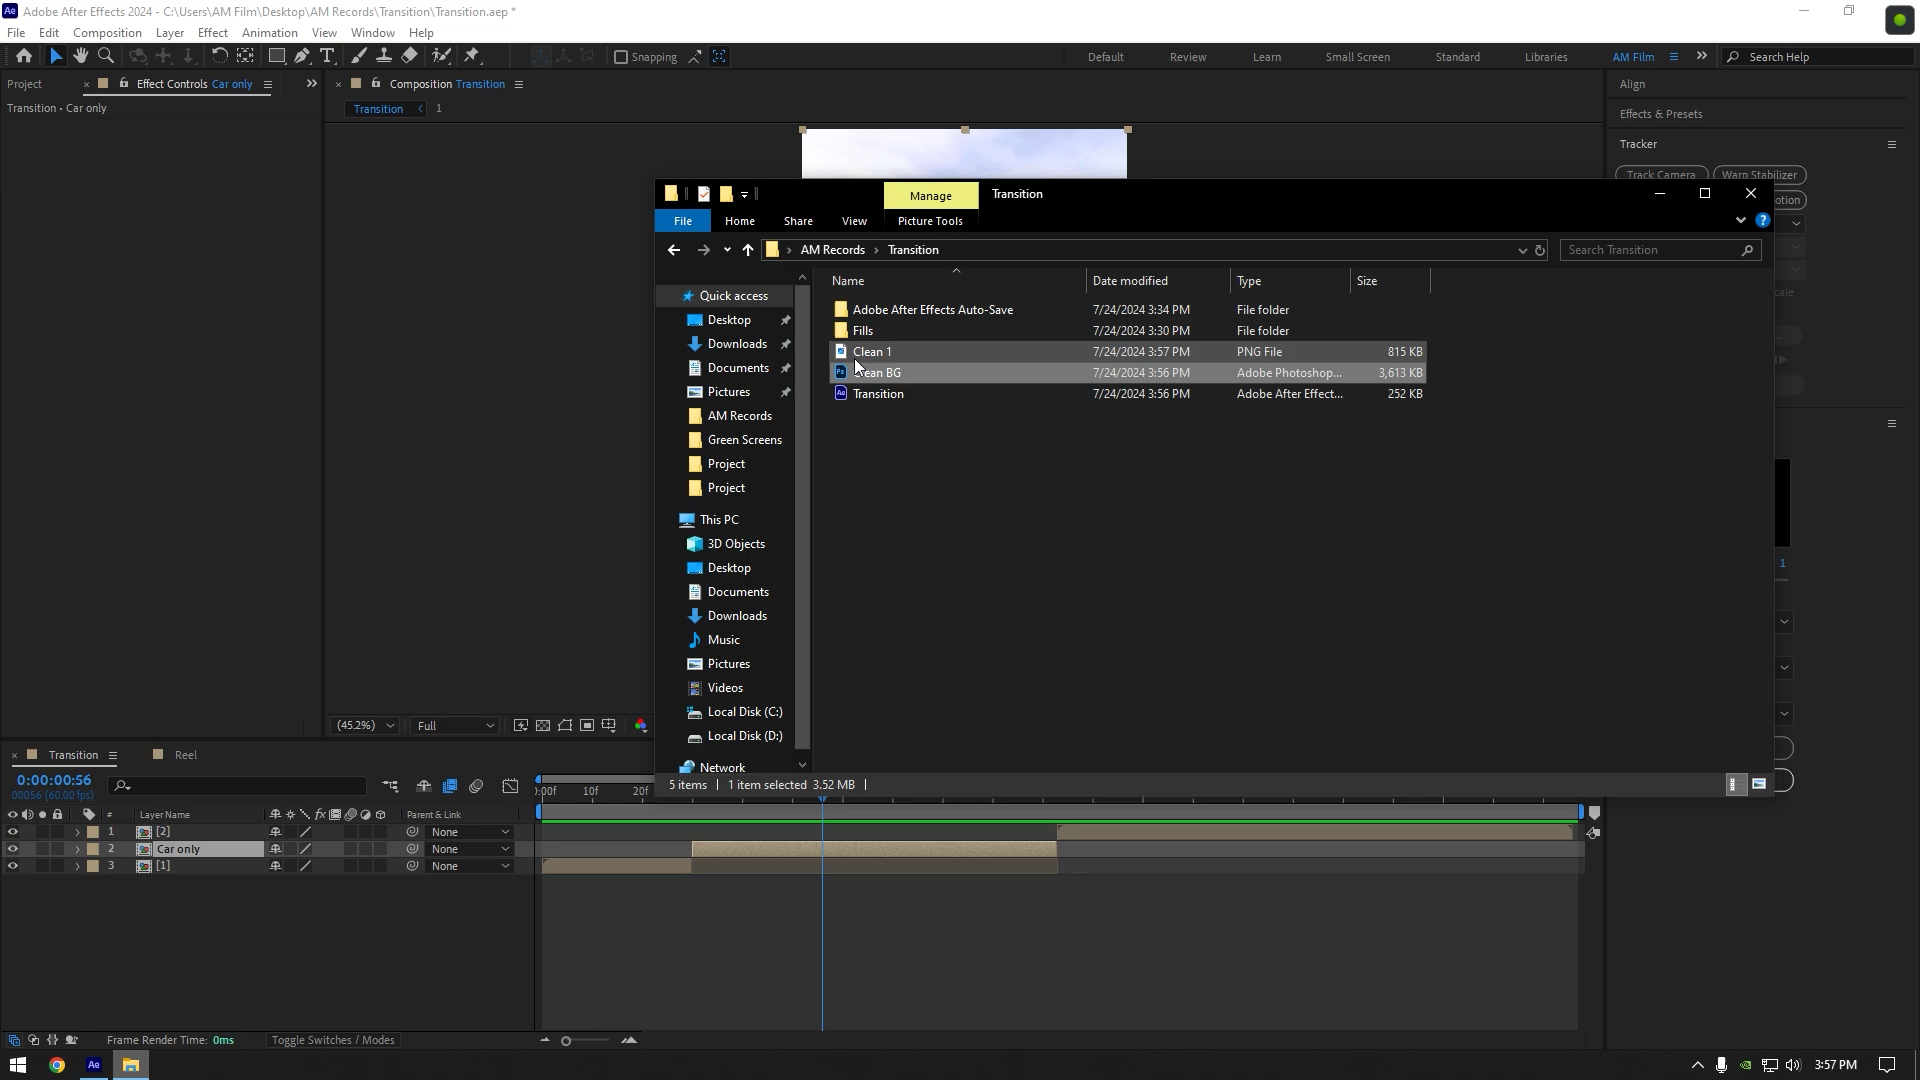 Adobe After Effects 2024 - C:\Users\AM Film\Desktop\AM Records\Transition\Transition.aep *
File Edit Composition Layer Effect Animation View Window Help
Snapping
Default Review Learn Small Screen Standard Libraries AM Film Search Help
Project Effect Controls Car only Composition Transition Align
Transition • Car only Transition 1 Effects & Presets
Tracker
Track Camera Warp Stabilizer
Manage Transition
File Home Share View Picture Tools
AM Records Transition Search Transition
Name Date modified Type Size
Quick access
Desktop
Downloads
Documents
Pictures
AM Records
Green Screens
Project
Project
This PC
3D Objects
Desktop
Documents
Downloads
Music
Pictures
Videos
Local Disk (C:)
Local Disk (D:)
Network
Adobe After Effects Auto-Save 7/24/2024 3:34 PM File folder
Fills 7/24/2024 3:30 PM File folder
Clean 1 7/24/2024 3:57 PM PNG File 815 KB
Clean BG 7/24/2024 3:56 PM Adobe Photoshop... 3,613 KB
Transition 7/24/2024 3:56 PM Adobe After Effect... 252 KB
5 items 1 item selected 3.52 MB
1
(45.2%) Full
Transition Reel
0:00:00:56
00056 (60.00 fps)
:00f 10f 20f
# Layer Name Parent & Link
1 [2] None
2 Car only None
3 [1] None
Frame Render Time: 0ms Toggle Switches / Modes
3:57 PM